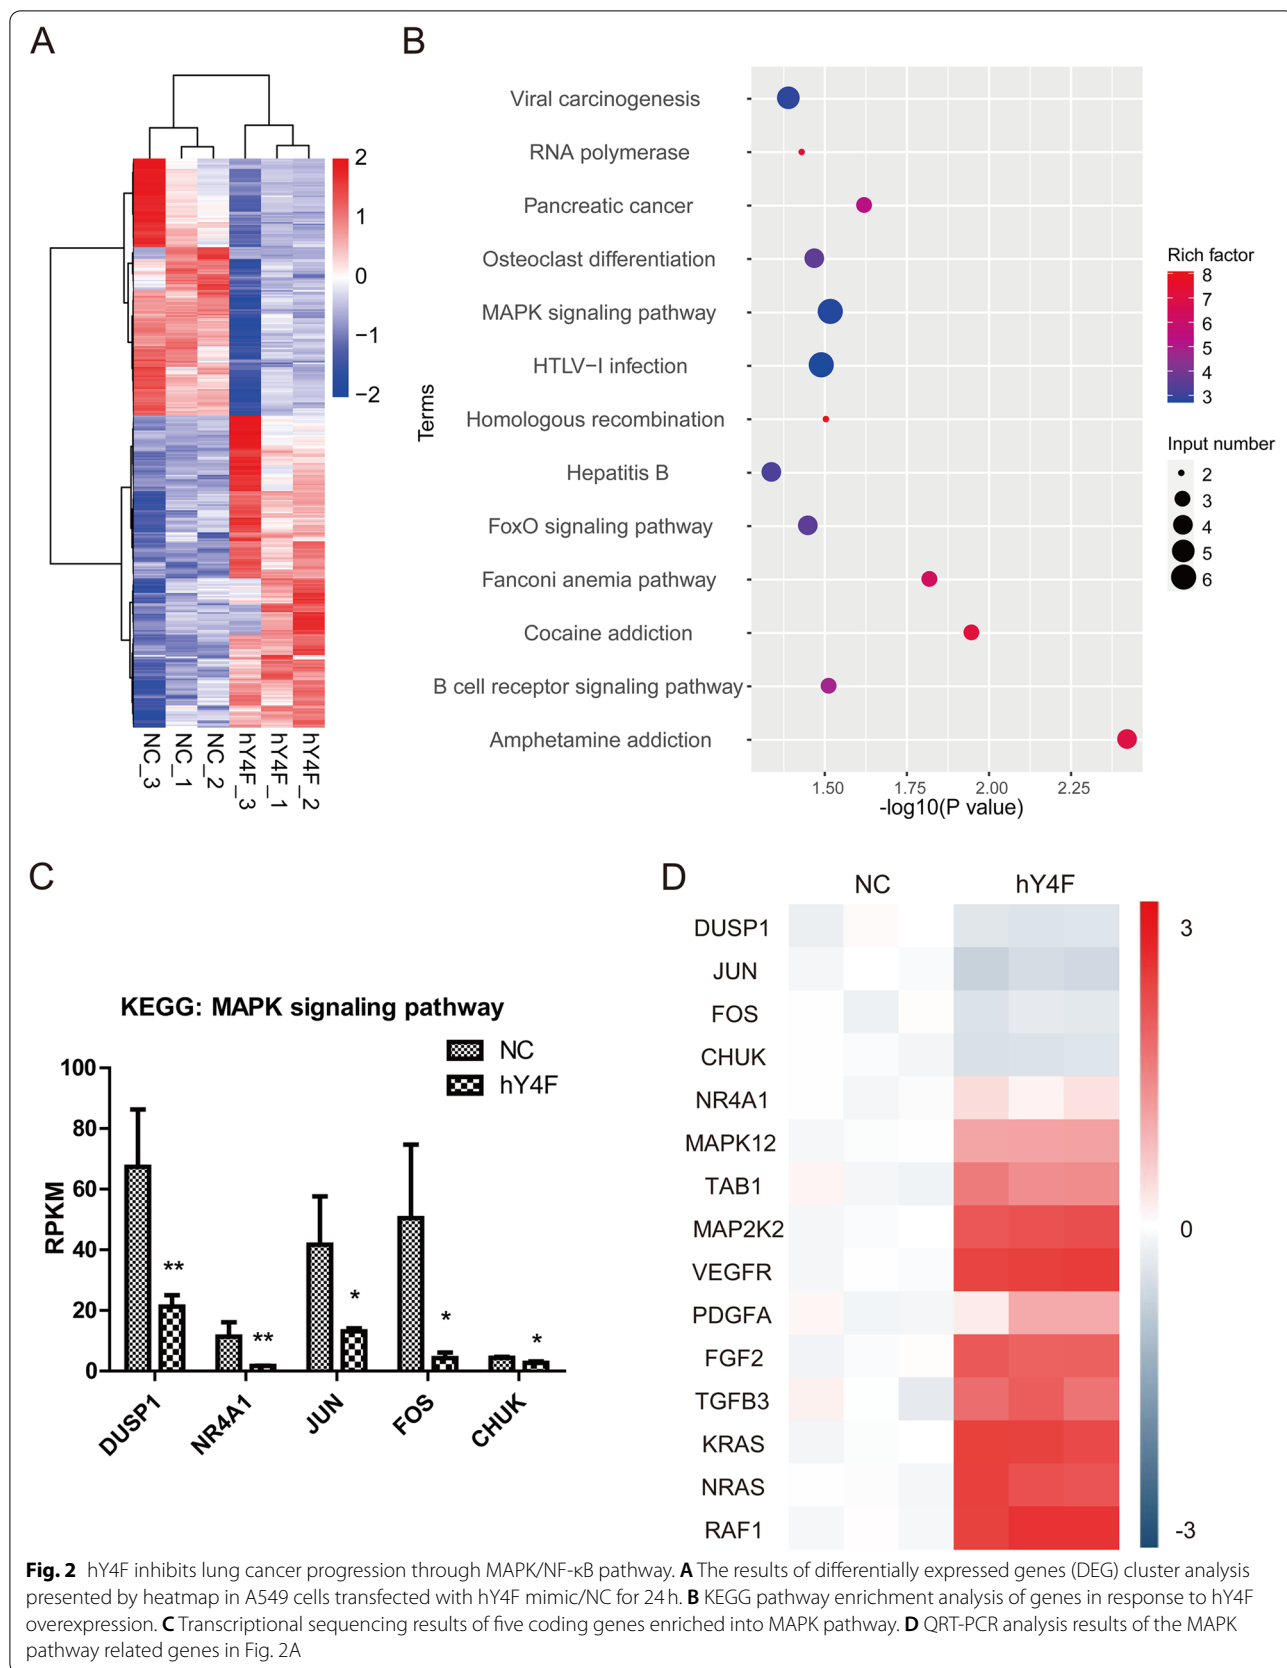 A
2
1
0
−1
−2
NC_3
NC_1
NC_2
hY4F_3
hY4F_1
hY4F_2
B
Terms
Viral carcinogenesis
RNA polymerase
Pancreatic cancer
Osteoclast differentiation
MAPK signaling pathway
HTLV−I infection
Homologous recombination
Hepatitis B
FoxO signaling pathway
Fanconi anemia pathway
Cocaine addiction
B cell receptor signaling pathway
Amphetamine addiction
1.50 1.75 2.00 2.25
-log10(P value)
Rich factor
8
7
6
5
4
3
Input number
2
3
4
5
6
C
KEGG: MAPK signaling pathway
NC
hY4F
RPKM
100
80
60
40
20
0
** ** * * *
DUSP1 NR4A1 JUN FOS CHUK
D
NC hY4F
DUSP1
JUN
FOS
CHUK
NR4A1
MAPK12
TAB1
MAP2K2
VEGFR
PDGFA
FGF2
TGFB3
KRAS
NRAS
RAF1
3
0
-3
Fig. 2 hY4F inhibits lung cancer progression through MAPK/NF-κB pathway. A The results of differentially expressed genes (DEG) cluster analysis
presented by heatmap in A549 cells transfected with hY4F mimic/NC for 24 h. B KEGG pathway enrichment analysis of genes in response to hY4F
overexpression. C Transcriptional sequencing results of five coding genes enriched into MAPK pathway. D QRT-PCR analysis results of the MAPK
pathway related genes in Fig. 2A